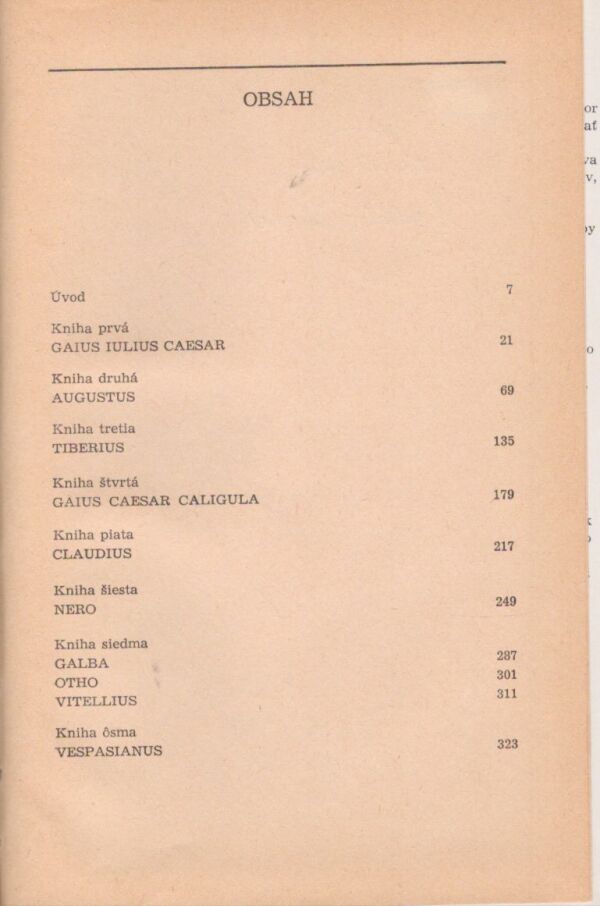 OBSAH
Úvod 7
Kniha prvá
GAIUS IULIUS CAESAR 21
Kniha druhá
AUGUSTUS 69
Kniha tretia
TIBERIUS 135
Kniha štvrtá
GAIUS CAESAR CALIGULA 179
Kniha piata
CLAUDIUS 217
Kniha šiesta
NERO 249
Kniha siedma
GALBA 287
OTHO 301
VITELLIUS 311
Kniha ôsma
VESPASIANUS 323